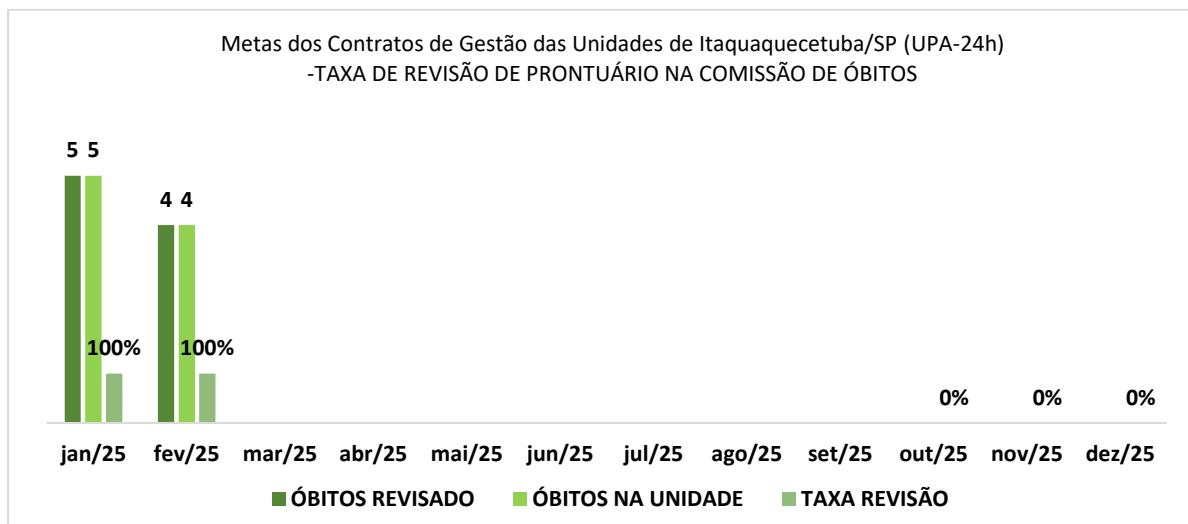 Metas dos Contratos de Gestão das Unidades de Itaquaquecetuba/SP (UPA-24h)
-TAXA DE REVISÃO DE PRONTUÁRIO NA COMISSÃO DE ÓBITOS
5 5
4 4
100% 100%
0% 0% 0%
jan/25 fev/25 mar/25 abr/25 mai/25 jun/25 jul/25 ago/25 set/25 out/25 nov/25 dez/25
ÓBITOS REVISADO ÓBITOS NA UNIDADE TAXA REVISÃO